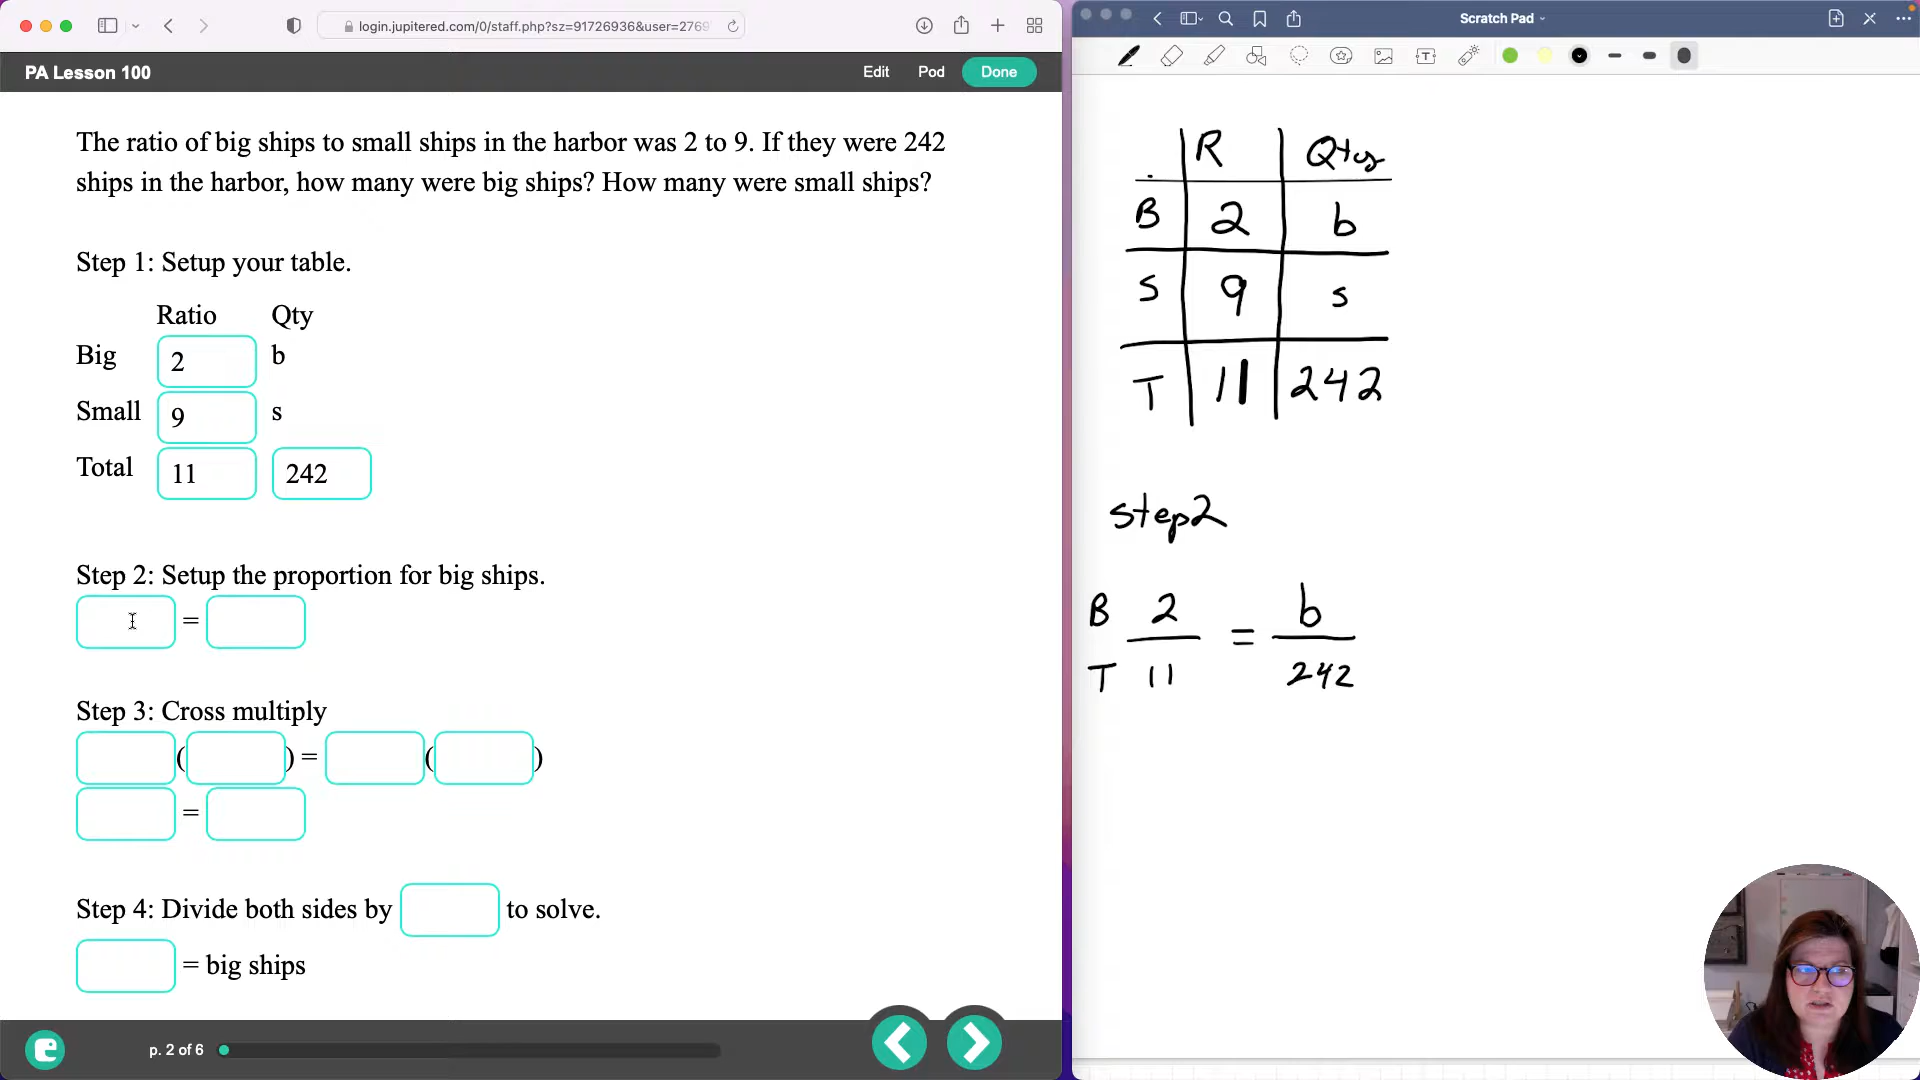 login.jupitered.com/0/staff.php?sz=91726936&user=2769
PA Lesson 100
Edit
Pod
Done
The ratio of big ships to small ships in the harbor was 2 to 9. If they were 242
ships in the harbor, how many were big ships? How many were small ships?
Step 1: Setup your table.
Ratio Qty
Big 2 b
Small 9 s
Total 11 242
Step 2: Setup the proportion for big ships.
=
Step 3: Cross multiply
( ) = ( )
=
Step 4: Divide both sides by to solve.
= big ships
p. 2 of 6
Scratch Pad
R Qty
B 2 b
S 9 s
T 11 242
step2
B 2 = b
T 11 242